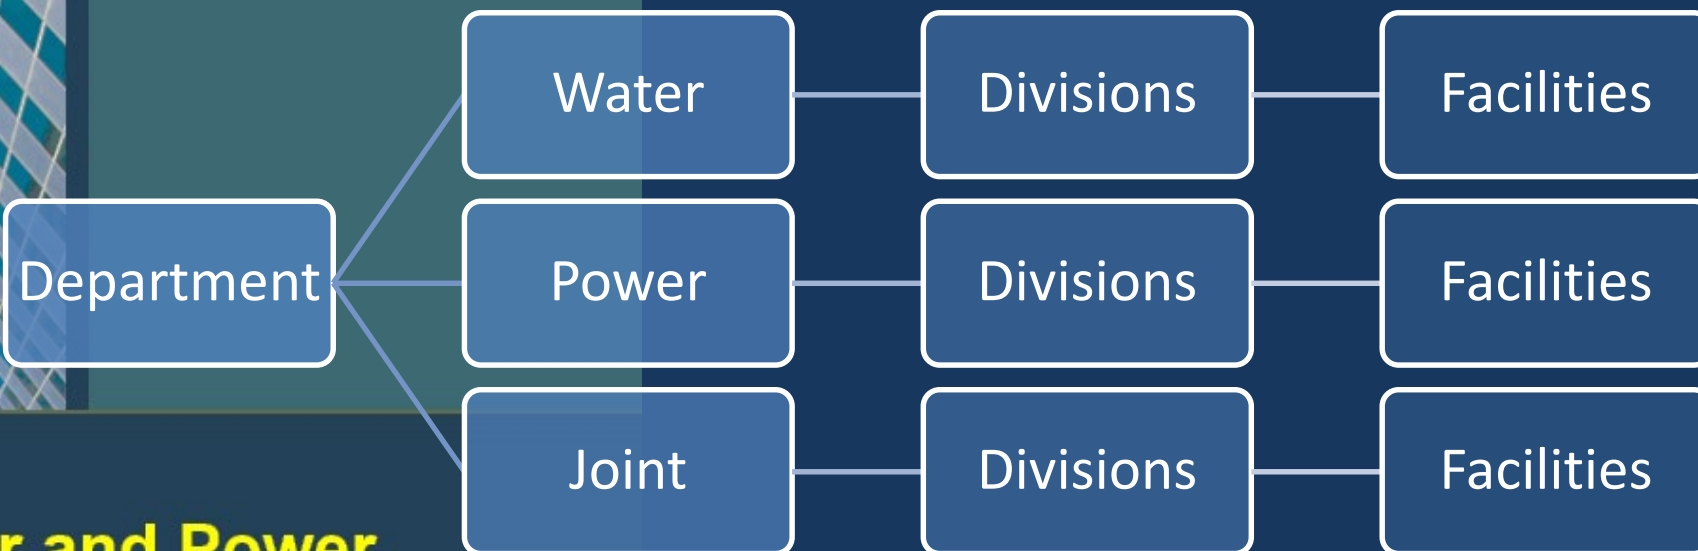 Water Divisions Facilities
Department Power Divisions Facilities
Joint Divisions Facilities
r and Power